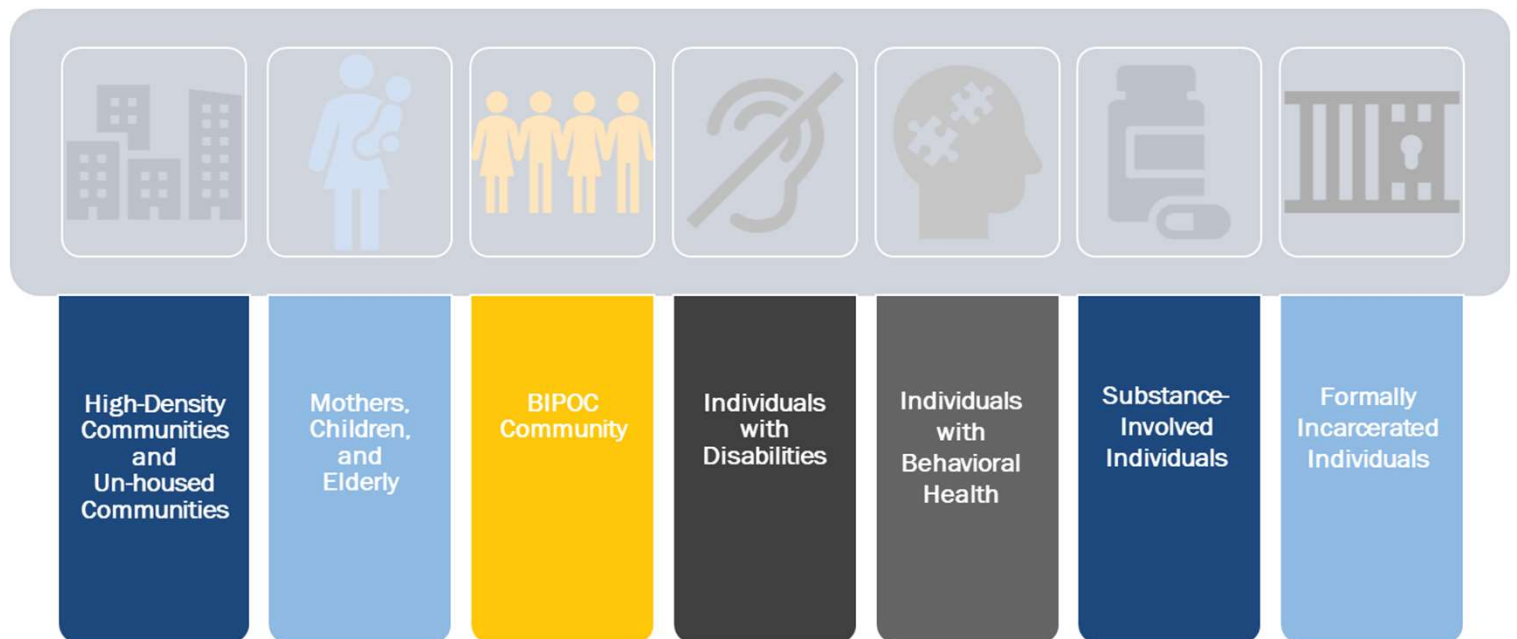 High-Density
Communities
and
Un-housed
Communities
Mothers,
Children,
and
Elderly
BIPOC
Community
Individuals
with
Disabilities
Individuals
with
Behavioral
Health
Substance-
Involved
Individuals
Formally
Incarcerated
Individuals